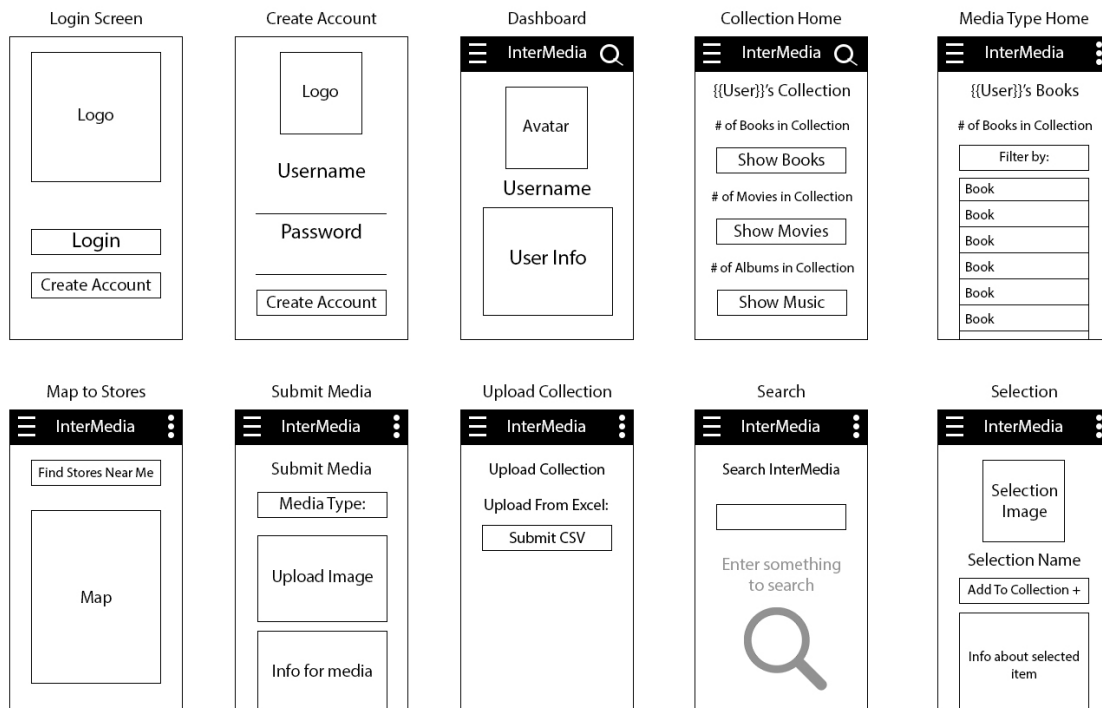 Login Screen
Logo
Login
Create Account
Create Account
Logo
Username
Password
Create Account
Dashboard
InterMedia
Avatar
Username
User Info
Collection Home
InterMedia
{{User}}'s Collection
# of Books in Collection
Show Books
# of Movies in Collection
Show Movies
# of Albums in Collection
Show Music
Media Type Home
InterMedia
{{User}}'s Books
# of Books in Collection
Filter by:
Book
Book
Book
Book
Book
Book
Map to Stores
InterMedia
Find Stores Near Me
Map
Submit Media
InterMedia
Submit Media
Media Type:
Upload Image
Info for media
Upload Collection
InterMedia
Upload Collection
Upload From Excel:
Submit CSV
Search
InterMedia
Search InterMedia
Enter something
to search
Selection
InterMedia
Selection
Image
Selection Name
Add To Collection +
Info about selected
item